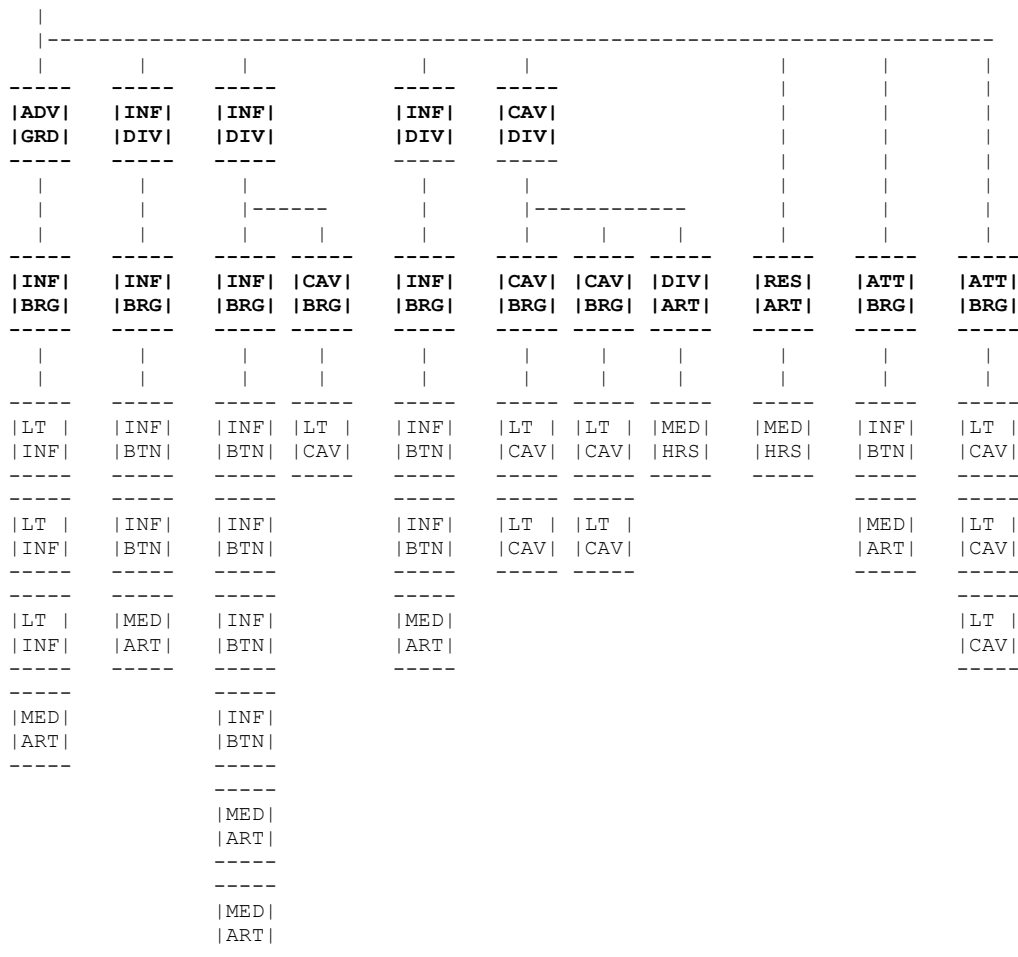 |ADV| |INF| |INF| |INF| |CAV|
|GRD| |DIV| |DIV| |DIV| |DIV|
|INF| |INF| |INF| |CAV| |INF| |CAV| |CAV| |DIV| |RES| |ATT| |ATT|
|BRG| |BRG| |BRG| |BRG| |BRG| |BRG| |BRG| |ART| |ART| |BRG| |BRG|
|LT | |INF| |INF| |LT | |INF| |LT | |LT | |MED| |MED| |INF| |LT |
|INF| |BTN| |BTN| |CAV| |BTN| |CAV| |CAV| |HRS| |HRS| |BTN| |CAV|
|LT | |INF| |INF| |INF| |LT | |LT | |MED| |LT |
|INF| |BTN| |BTN| |BTN| |CAV| |CAV| |ART| |CAV|
|LT | |MED| |INF| |MED| |LT |
|INF| |ART| |BTN| |ART| |CAV|
|MED| |INF|
|ART| |BTN|
|MED|
|ART|
|MED|
|ART|